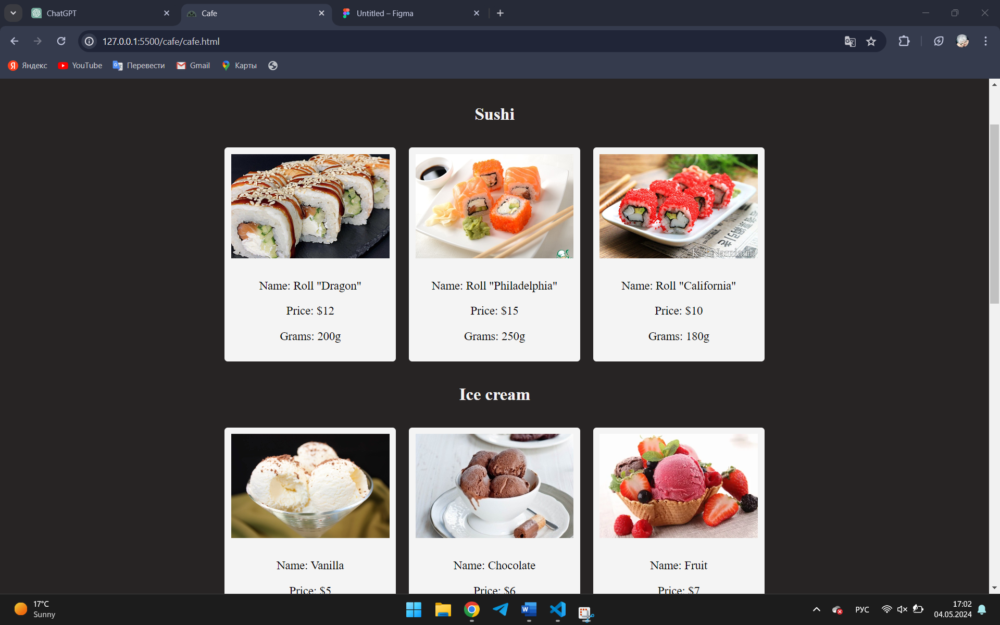 ChatGPT
Cafe
Untitled – Figma
127.0.0.1:5500/cafe/cafe.html
Яндекс
YouTube
Перевести
Gmail
Карты
Sushi
Name: Roll "Dragon"
Price: $12
Grams: 200g
Name: Roll "Philadelphia"
Price: $15
Grams: 250g
KuliNarnia.ru
Name: Roll "California"
Price: $10
Grams: 180g
Ice cream
Name: Vanilla
Price: $5
Name: Chocolate
Price: $6
Name: Fruit
Price: $7
17°C
Sunny
РУС
17:02
04.05.2024